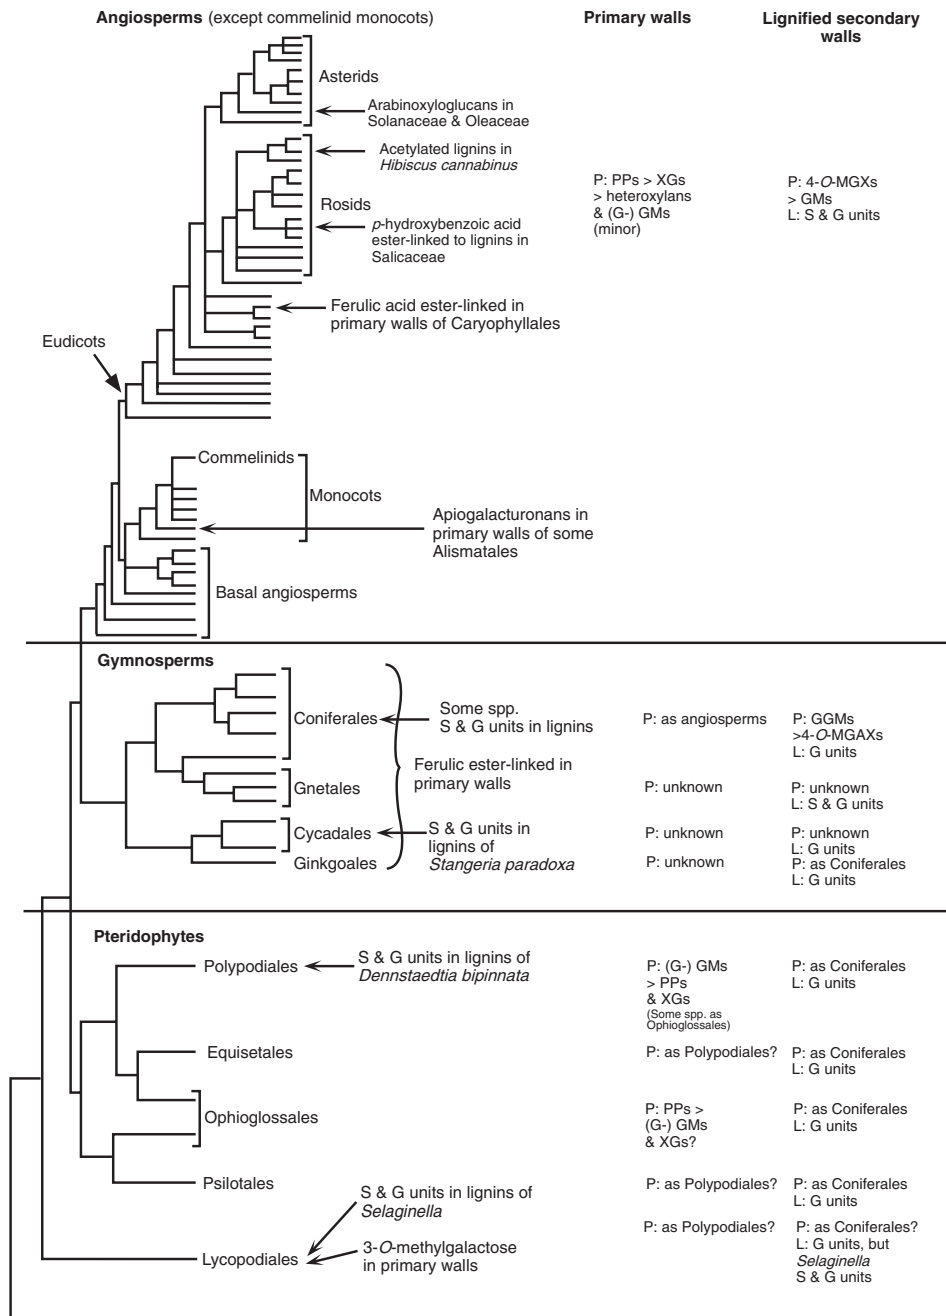 Angiosperms (except commelinid monocots)
Primary walls
Lignified secondary
walls
Asterids
Arabinoxyloglucans in
Solanaceae & Oleaceae
Acetylated lignins in
Hibiscus cannabinus
Rosids
p-hydroxybenzoic acid
ester-linked to lignins in
Salicaceae
P: PPs > XGs
> heteroxylans
& (G-) GMs
(minor)
P: 4-O-MGXs
> GMs
L: S & G units
Ferulic acid ester-linked in
primary walls of Caryophyllales
Eudicots
Commelinids
Monocots
Apiogalacturonans in
primary walls of some
Alismatales
Basal angiosperms
Gymnosperms
Coniferales
Some spp.
S & G units in lignins
P: as angiosperms
P: GGMs
>4-O-MGAXs
L: G units
Ferulic ester-linked in
primary walls
Gnetales
P: unknown
P: unknown
L: S & G units
Cycadales
S & G units in
lignins of
Stangeria paradoxa
P: unknown
P: unknown
L: G units
Ginkgoales
P: unknown
P: as Coniferales
L: G units
Pteridophytes
Polypodiales
S & G units in lignins of
Dennstaedtia bipinnata
P: (G-) GMs
> PPs
& XGs
(Some spp. as
Ophioglossales)
P: as Coniferales
L: G units
Equisetales
P: as Polypodiales?
P: as Coniferales
L: G units
Ophioglossales
P: PPs >
(G-) GMs
& XGs?
P: as Coniferales
L: G units
Psilotales
P: as Polypodiales?
P: as Coniferales
L: G units
S & G units in lignins of
Selaginella
Lycopodiales
3-O-methylgalactose
in primary walls
P: as Polypodiales?
P: as Coniferales?
L: G units, but
Selaginella
S & G units